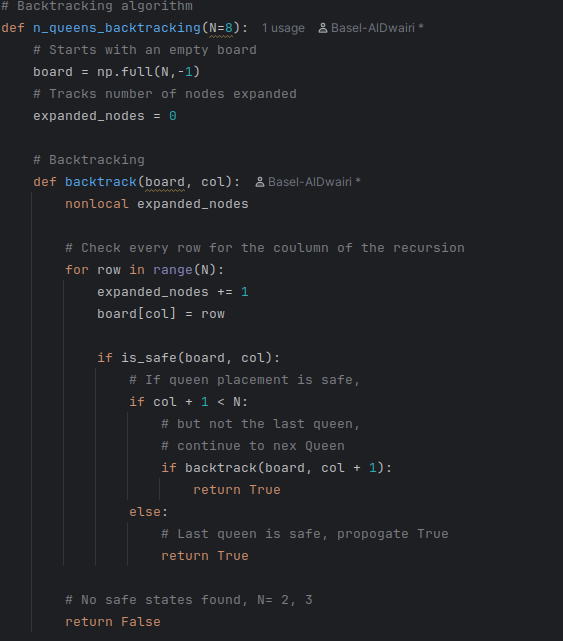 # Backtracking algorithm
def n_queens_backtracking(N=8): 1 usage Basel-AlDwairi *
# Starts with an empty board
board = np.full(N,-1)
# Tracks number of nodes expanded
expanded_nodes = 0
# Backtracking
def backtrack(board, col): Basel-AlDwairi *
nonlocal expanded_nodes
# Check every row for the coulumn of the recursion
for row in range(N):
expanded_nodes += 1
board[col] = row
if is_safe(board, col):
# If queen placement is safe,
if col + 1 < N:
# but not the last queen,
# continue to nex Queen
if backtrack(board, col + 1):
return True
else:
# Last queen is safe, propogate True
return True
# No safe states found, N= 2, 3
return False